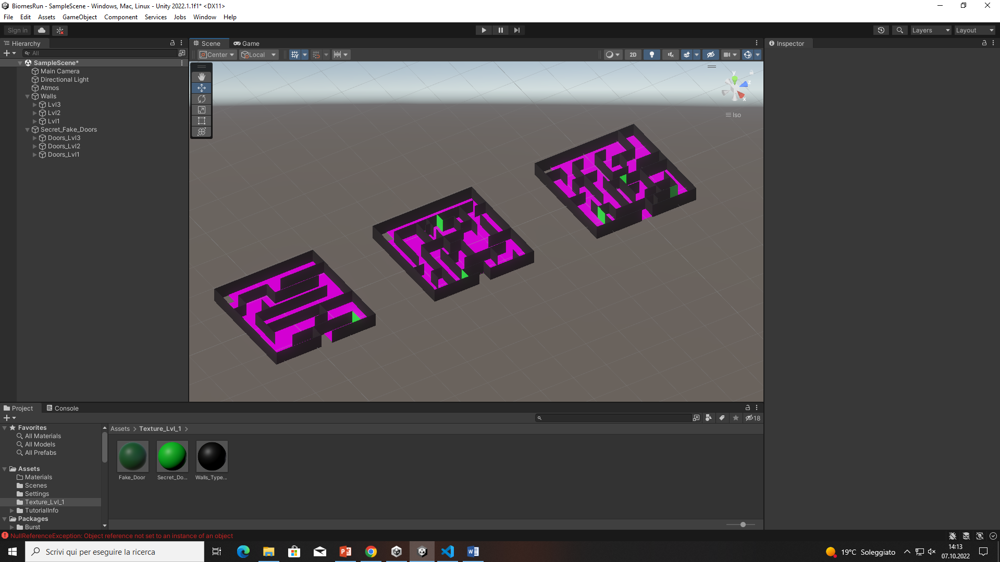 BiomesRun - SampleScene - Windows, Mac, Linux - Unity 2022.1.1f1* <DX11>
File Edit Assets GameObject Component Services Jobs Window Help
Sign in
Layers Layout
Hierarchy
All
SampleScene*
Main Camera
Directional Light
Atmos
Walls
Lvl3
Lvl2
Lvl1
Secret_Fake_Doors
Doors_Lvl3
Doors_Lvl2
Doors_Lvl1
Scene Game
Center Local 2D
y
z
x
Iso
Inspector
Project Console
18
Favorites
All Materials
All Models
All Prefabs
Assets
Materials
Scenes
Settings
Texture_Lvl_1
TutorialInfo
Packages
Burst
Assets > Texture_Lvl_1 >
Fake_Door Secret_Do... Walls_Type...
NullReferenceException: Object reference not set to an instance of an object
Scrivi qui per eseguire la ricerca
19°C Soleggiato
14:13
07.10.2022